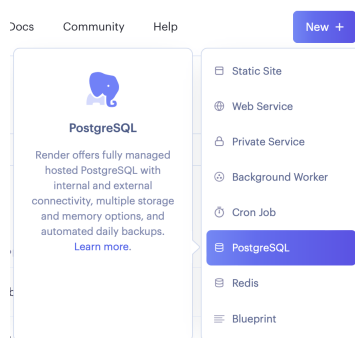 Docs Community Help New +
PostgreSQL
Render offers fully managed
hosted PostgreSQL with
internal and external
connectivity, multiple storage
and memory options, and
automated daily backups.
Learn more.
Static Site
Web Service
Private Service
Background Worker
Cron Job
PostgreSQL
Redis
Blueprint